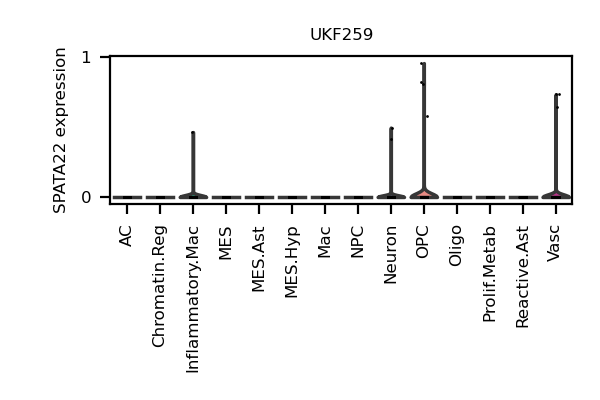 UKF259
SPATA22 expression
1
0
AC
Chromatin.Reg
Inflammatory.Mac
MES
MES.Ast
MES.Hyp
Mac
NPC
Neuron
OPC
Oligo
Prolif.Metab
Reactive.Ast
Vasc